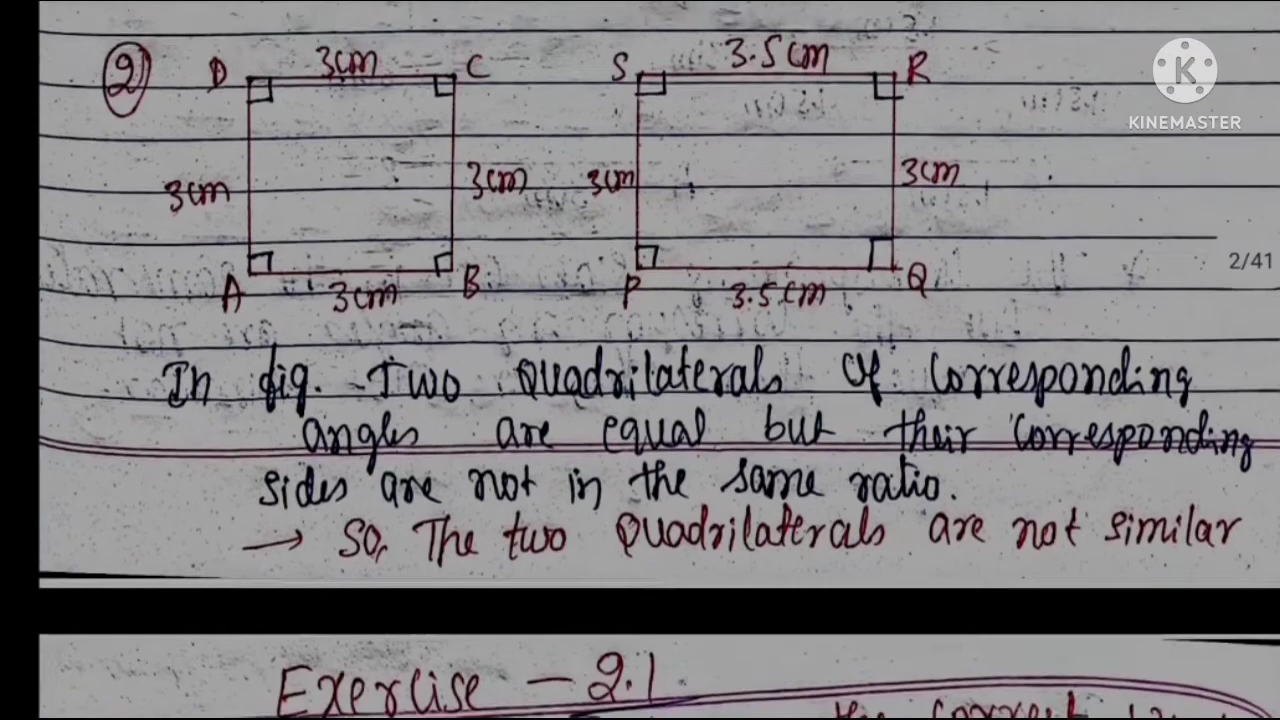 2 D 3cm C S 3.5cm R
KINEMASTER
3cm 3cm 3cm 3cm
2/41
A 3cm B P 3.5cm Q
In fig. Two quadrilaterals of corresponding
angles are equal but their corresponding
sides are not in the same ratio.
→ So, The two quadrilaterals are not similar
Exercise - 2.1
the correct